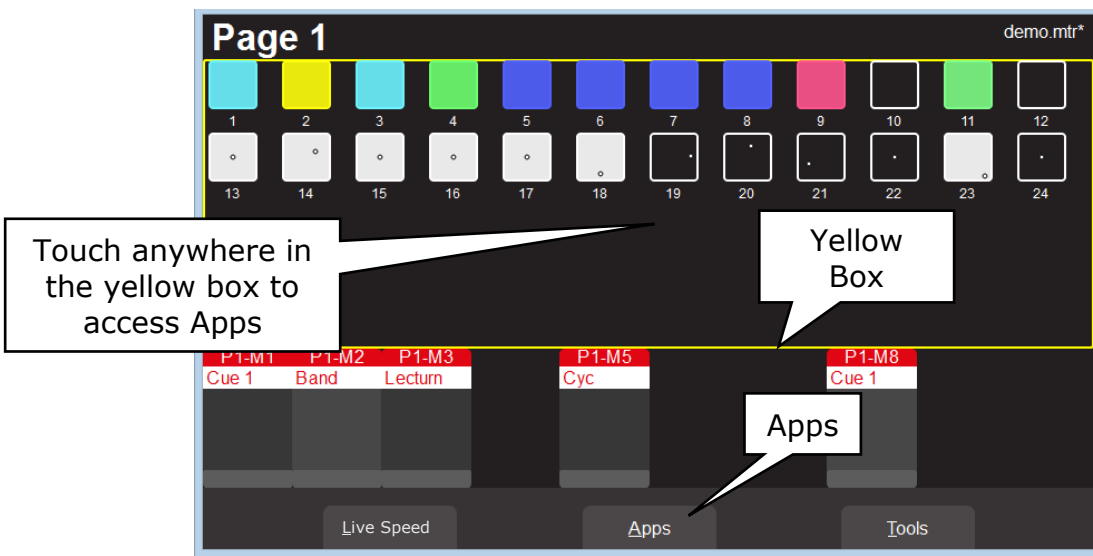 Page 1
demo.mtr*
1 2 3 4 5 6 7 8 9 10 11 12
13 14 15 16 17 18 19 20 21 22 23 24
Touch anywhere in
the yellow box to
access Apps
Yellow
Box
P1-M1 P1-M2 P1-M3 P1-M5 P1-M8
Cue 1 Band Lecturn Cyc Cue 1
Apps
Live Speed Apps Tools